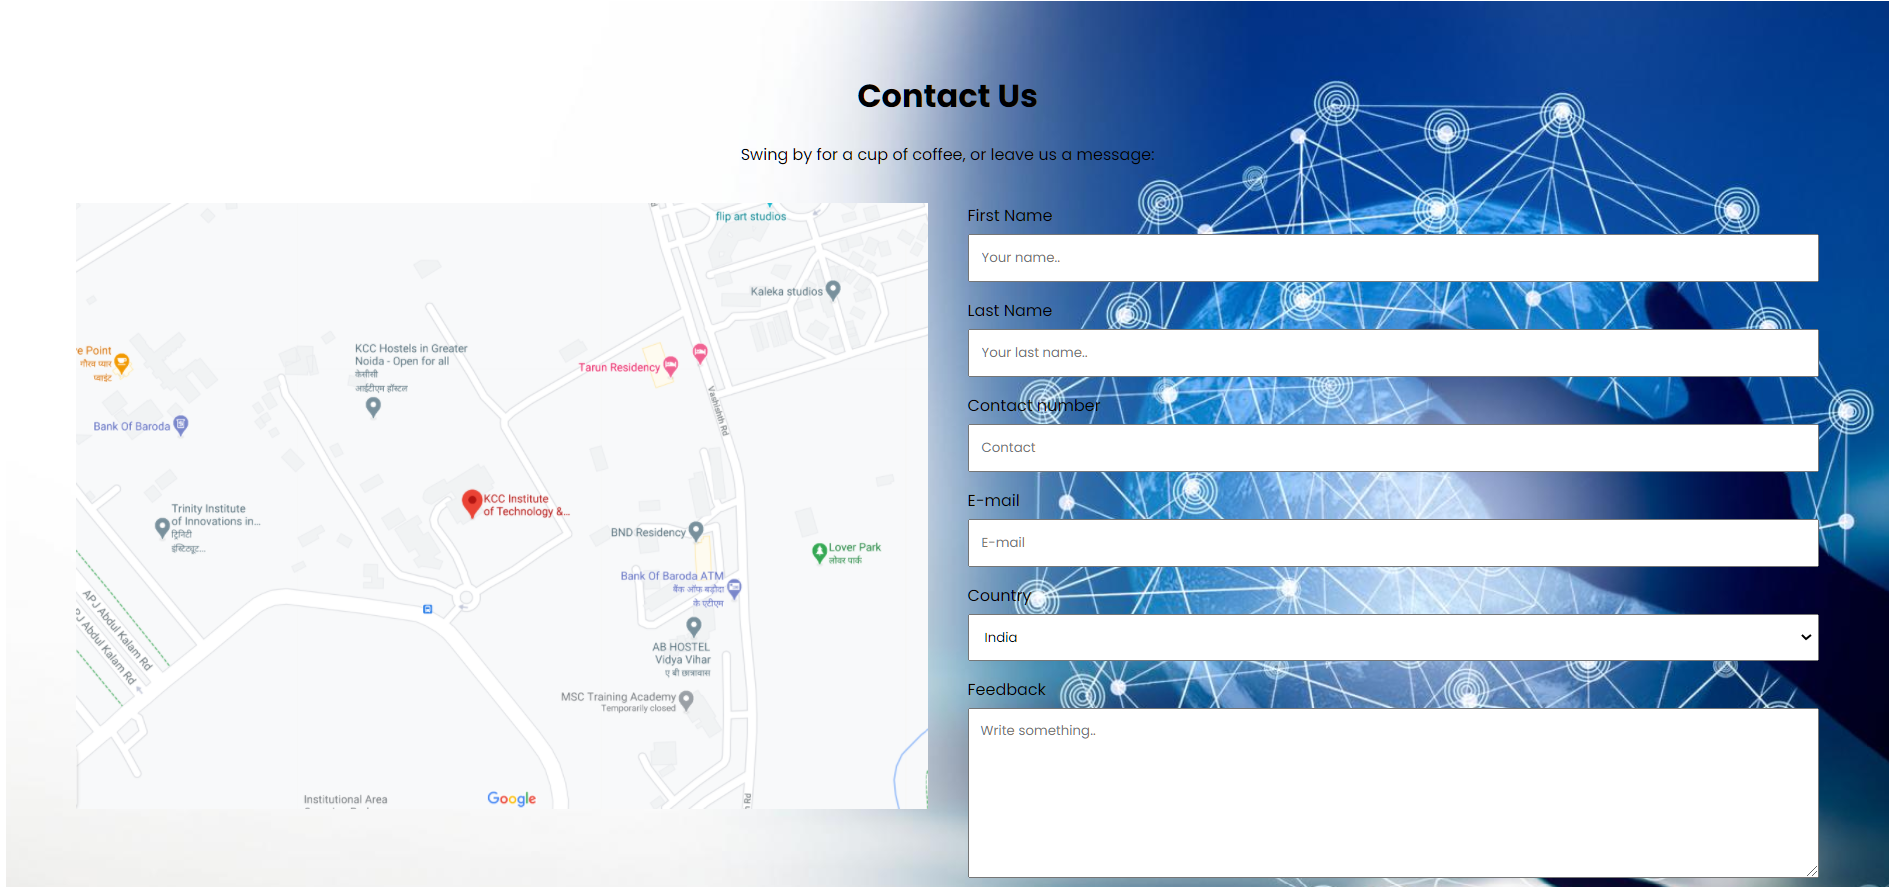 Contact Us
Swing by for a cup of coffee, or leave us a message:
flip art studios
Kaleka studios
e Point
गौरव प्यार
प्वाइंट
KCC Hostels in Greater
Noida - Open for all
केसीसी
आईटीएम हॉस्टल
Tarun Residency
Vashishth Rd
Bank Of Baroda
KCC Institute
of Technology &...
Trinity Institute
of Innovations in...
ट्रिनिटी
इंस्टिट्यूट...
BND Residency
Lover Park
लोवर पार्क
Bank Of Baroda ATM
बैंक ऑफ बड़ौदा
के एटीएम
APJ Abdul Kalam Rd
PJ Abdul Kalam Rd
AB HOSTEL
Vidya Vihar
ए बी छात्रावास
MSC Training Academy
Temporarily closed
Rd
Institutional Area
Google
First Name
Your name..
Last Name
Your last name..
Contact number
Contact
E-mail
E-mail
Country
India
Feedback
Write something..